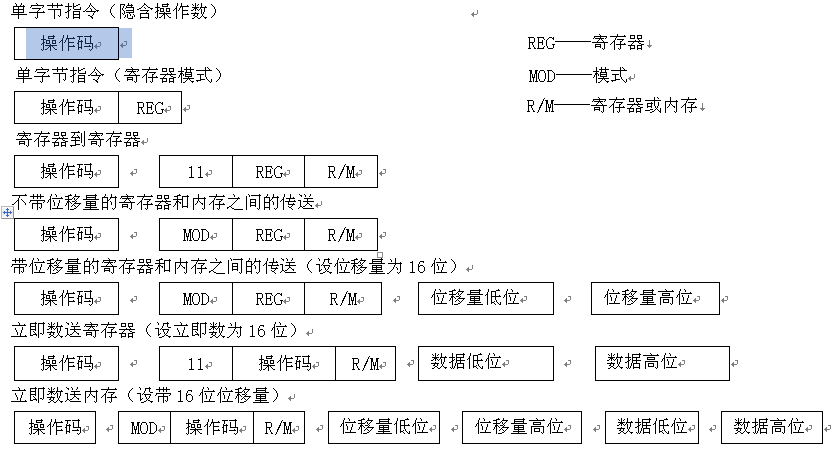 单字节指令（隐含操作数）
操作码
REG——寄存器
单字节指令（寄存器模式）
MOD——模式
操作码 REG
R/M——寄存器或内存
寄存器到寄存器
操作码 11 REG R/M
不带位移量的寄存器和内存之间的传送
操作码 MOD REG R/M
带位移量的寄存器和内存之间的传送（设位移量为16位）
操作码 MOD REG R/M 位移量低位 位移量高位
立即数送寄存器（设立即数为16位）
操作码 11 操作码 R/M 数据低位 数据高位
立即数送内存（设带16位位移量）
操作码 MOD 操作码 R/M 位移量低位 位移量高位 数据低位 数据高位